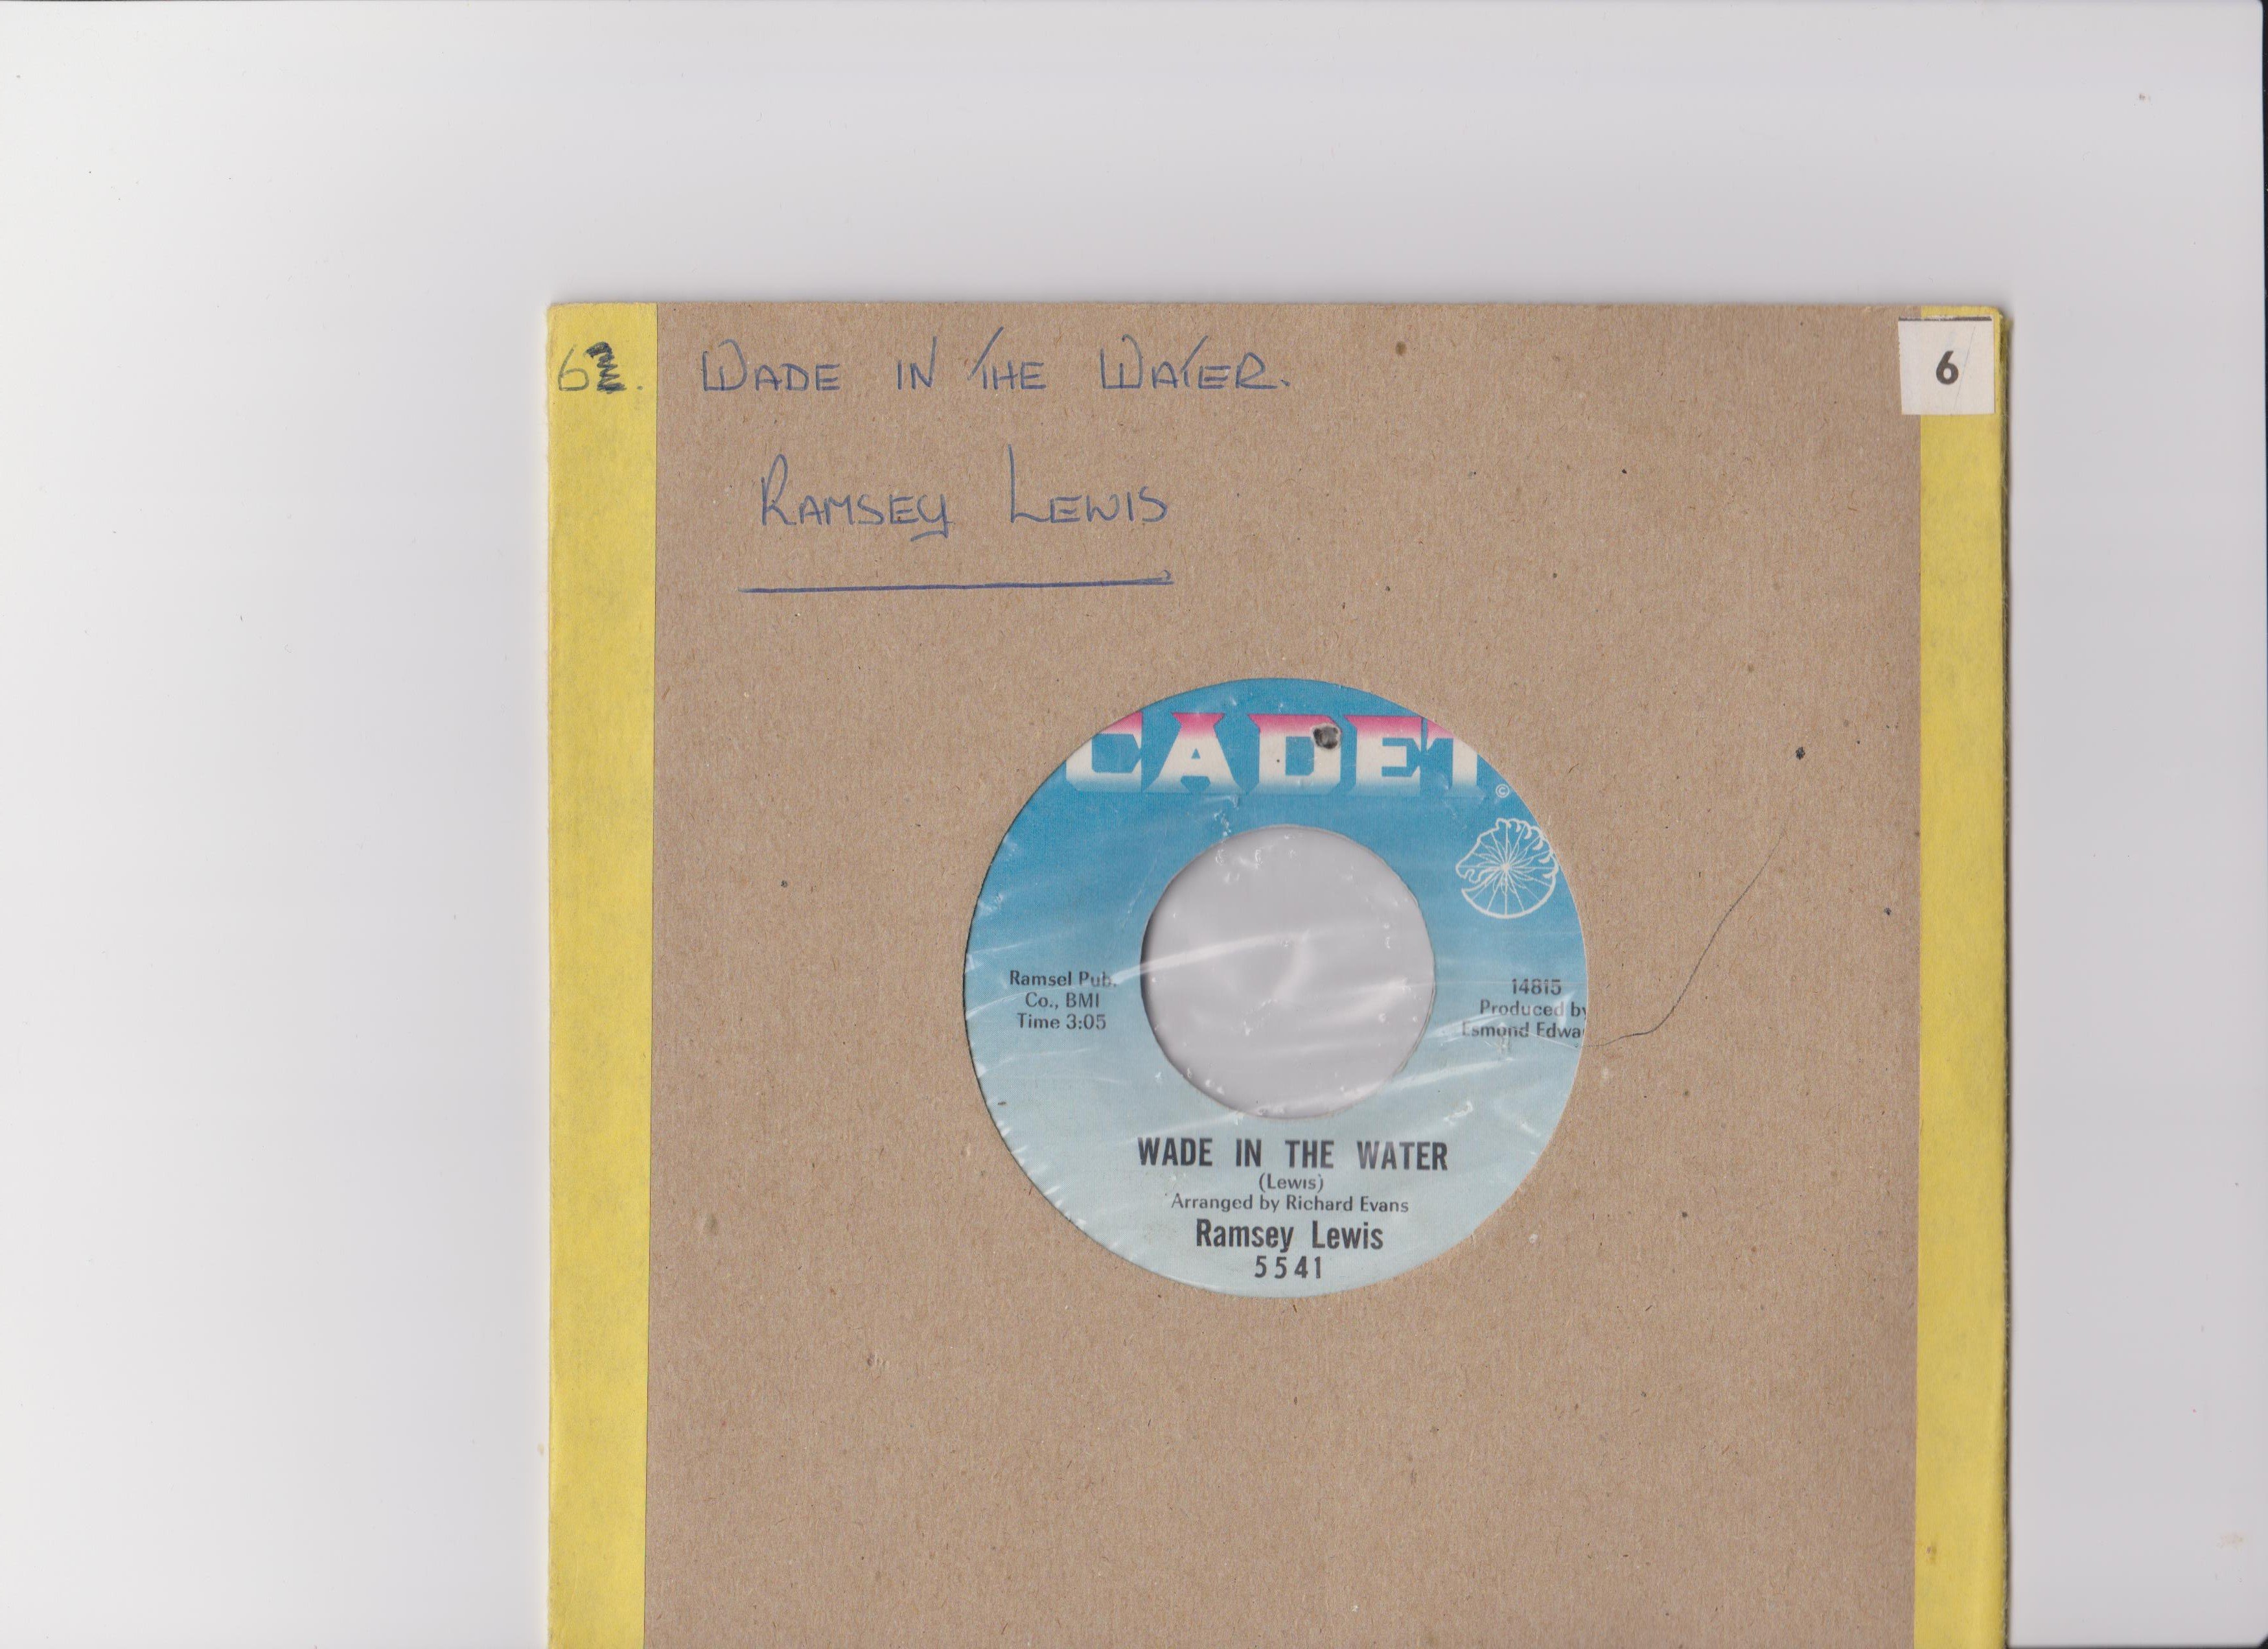 6. WADE IN THE WATER.
6
RAMSEY LEWIS
CADET
©
Ramsel Pub.
Co., BMI
Time 3:05
14815
Produced by
Esmond Edwa
WADE IN THE WATER
(Lewis)
Arranged by Richard Evans
Ramsey Lewis
5541